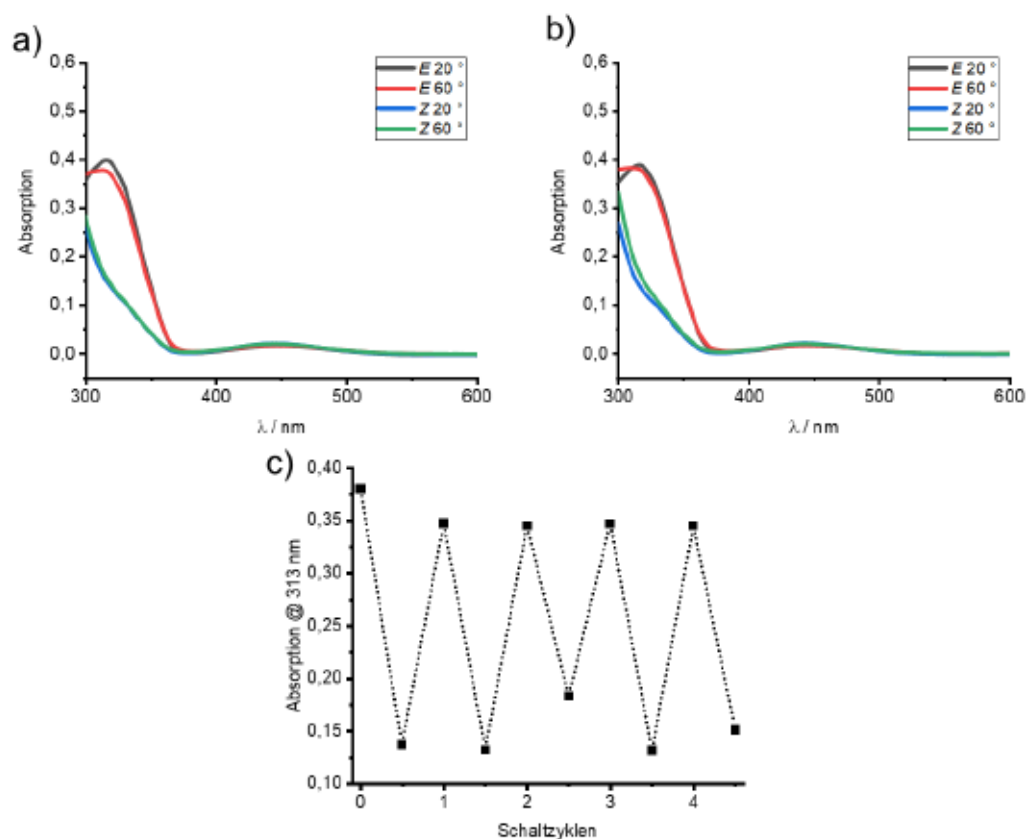 a)
0,6
0,5
0,4
0,3
0,2
0,1
0,0
Absorption
E 20 °
E 60 °
Z 20 °
Z 60 °
300
400
500
600
λ / nm
b)
0,6
0,5
0,4
0,3
0,2
0,1
0,0
Absorption
E 20 °
E 60 °
Z 20 °
Z 60 °
300
400
500
600
λ / nm
c)
0,40
0,35
0,30
0,25
0,20
0,15
0,10
Absorption @ 313 nm
0
1
2
3
4
Schaltzyklen